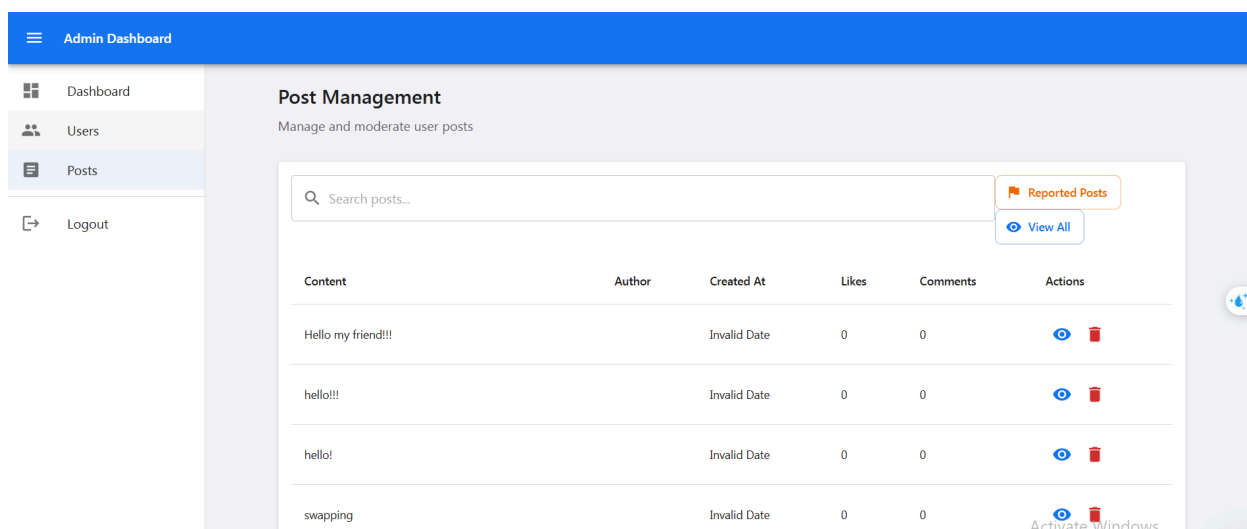 Admin Dashboard
Dashboard
Users
Posts
Logout
Post Management
Manage and moderate user posts
Search posts...
Reported Posts
View All
Content Author Created At Likes Comments Actions
Hello my friend!!! Invalid Date 0 0
hello!!! Invalid Date 0 0
hello! Invalid Date 0 0
swapping Invalid Date 0 0
Activate Windows